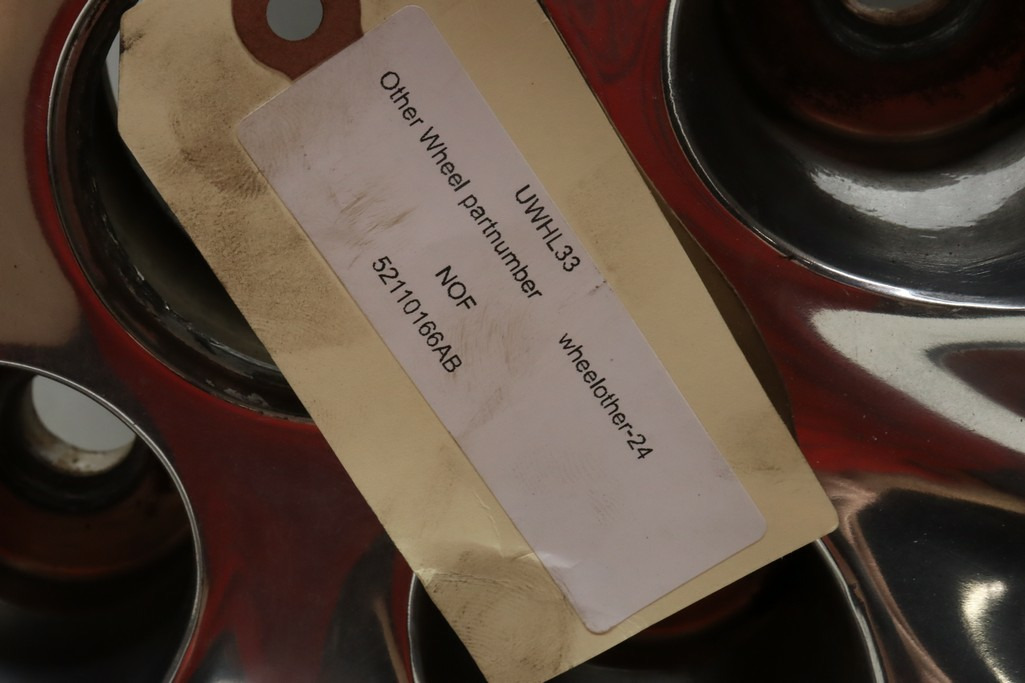 UWHL33 wheelother-24
Other Wheel partnumber
NOF
52110166AB